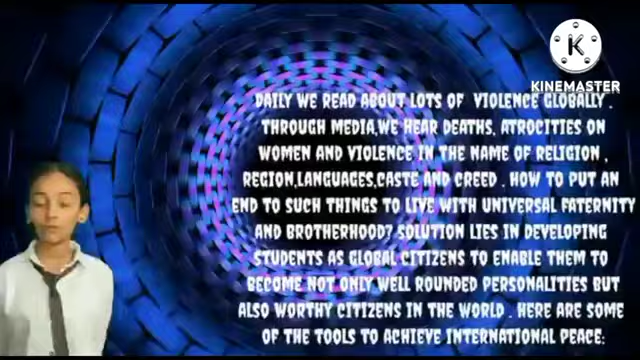 KINEMASTER
DAILY WE READ ABOUT LOTS OF VIOLENCE GLOBALLY .
THROUGH MEDIA,WE HEAR DEATHS, ATROCITIES ON
WOMEN AND VIOLENCE IN THE NAME OF RELIGION ,
REGION,LANGUAGES,CASTE AND CREED . HOW TO PUT AN
END TO SUCH THINGS TO LIVE WITH UNIVERSAL FATERNITY
AND BROTHERHOOD? SOLUTION LIES IN DEVELOPING
STUDENTS AS GLOBAL CITIZENS TO ENABLE THEM TO
BECOME NOT ONLY WELL ROUNDED PERSONALITIES BUT
ALSO WORTHY CITIZENS IN THE WORLD . HERE ARE SOME
OF THE TOOLS TO ACHIEVE INTERNATIONAL PEACE: